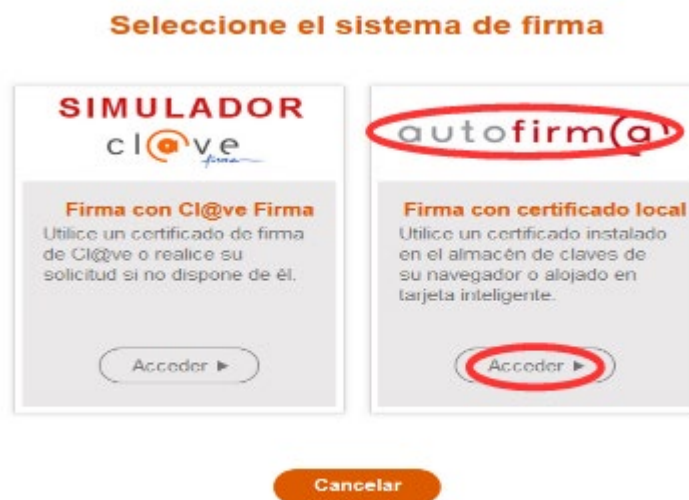 Seleccione el sistema de firma
SIMULADOR
cl@ve
firma
Firma con Cl@ve Firma
Utilice un certificado de firma
de Cl@ve o realice su
solicitud si no dispone de él.
Acceder ►
autofirm@
Firma con certificado local
Utilice un certificado instalado
en el almacén de claves de
su navegador o alojado en
tarjeta inteligente.
Acceder ►
Cancelar